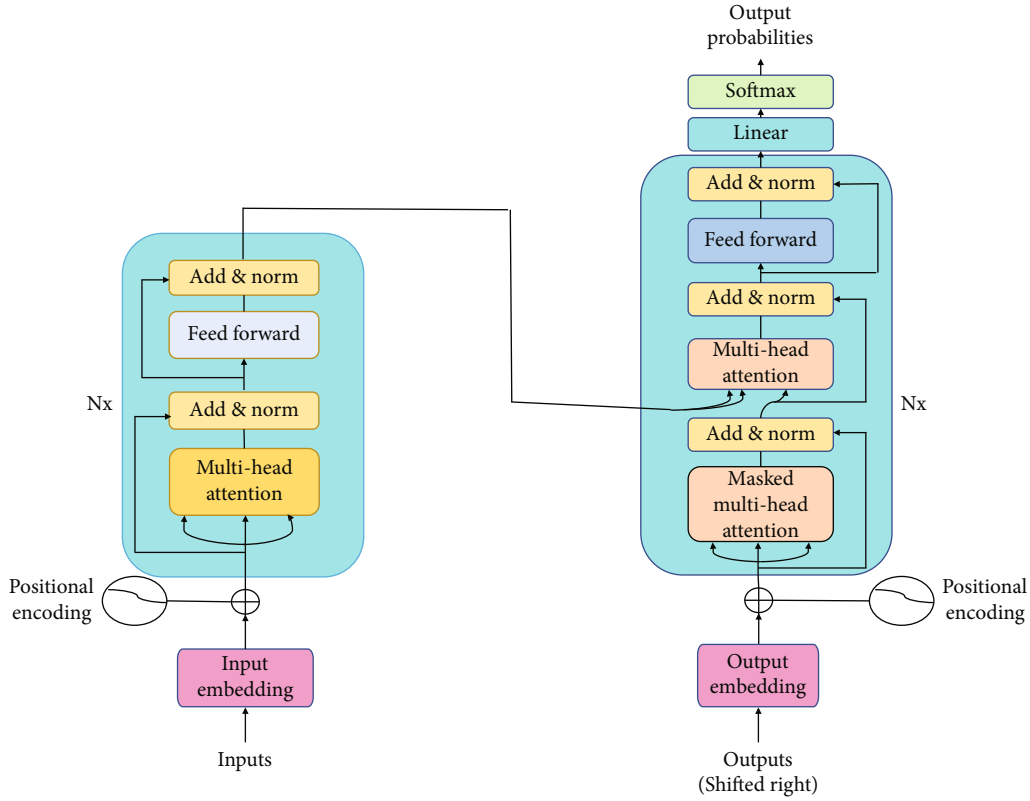 Output
probabilities
Softmax
Linear
Add & norm
Feed forward
Add & norm
Multi-head
attention
Nx
Add & norm
Masked
multi-head
attention
Positional
encoding
Output
embedding
Outputs
(Shifted right)
Add & norm
Feed forward
Nx
Add & norm
Multi-head
attention
Positional
encoding
Input
embedding
Inputs